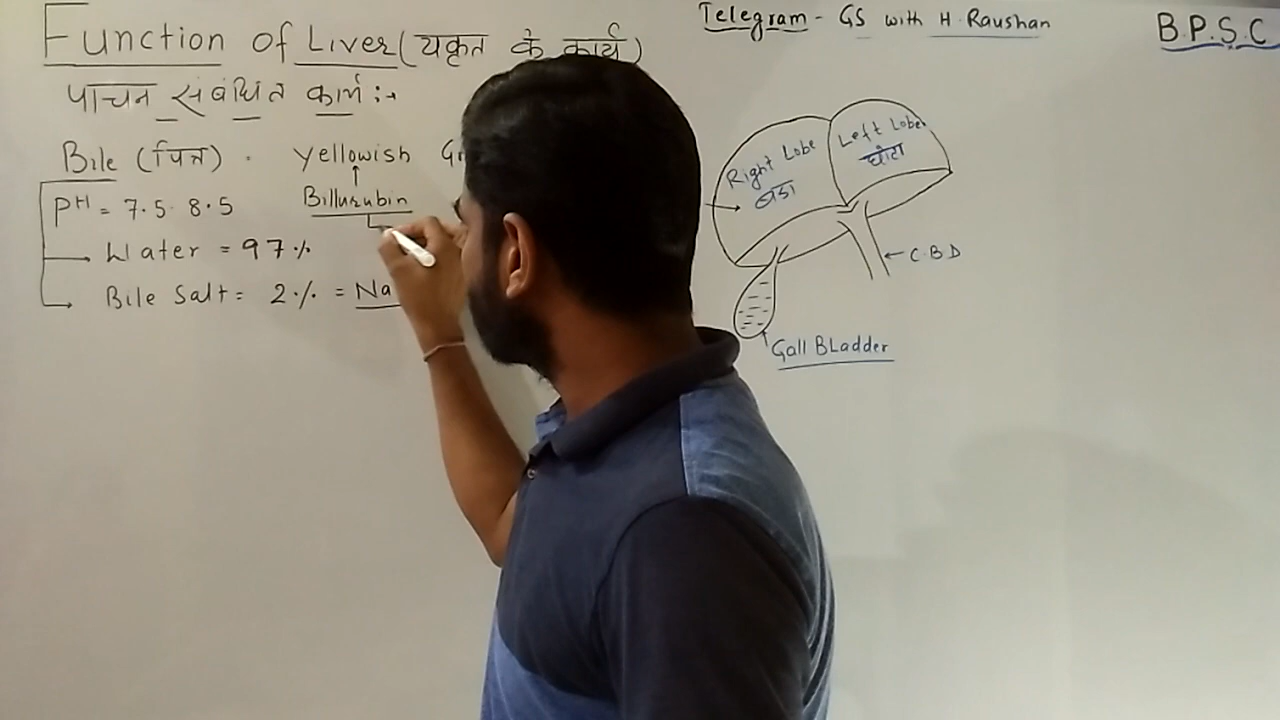 Function of Liver (यकृत के कार्य)
पाचन संबंधित कार्य :-
Bile (पित्त) . Yellowish
Billurubin
PH = 7.5 8.5
Water = 97%
Bile Salt = 2% = Na
Telegram - GS with H. Raushan
B.P.S.C
Right Lobe
बड़ा
Left Lobe
छोटा
C.B.D
Gall BLadder